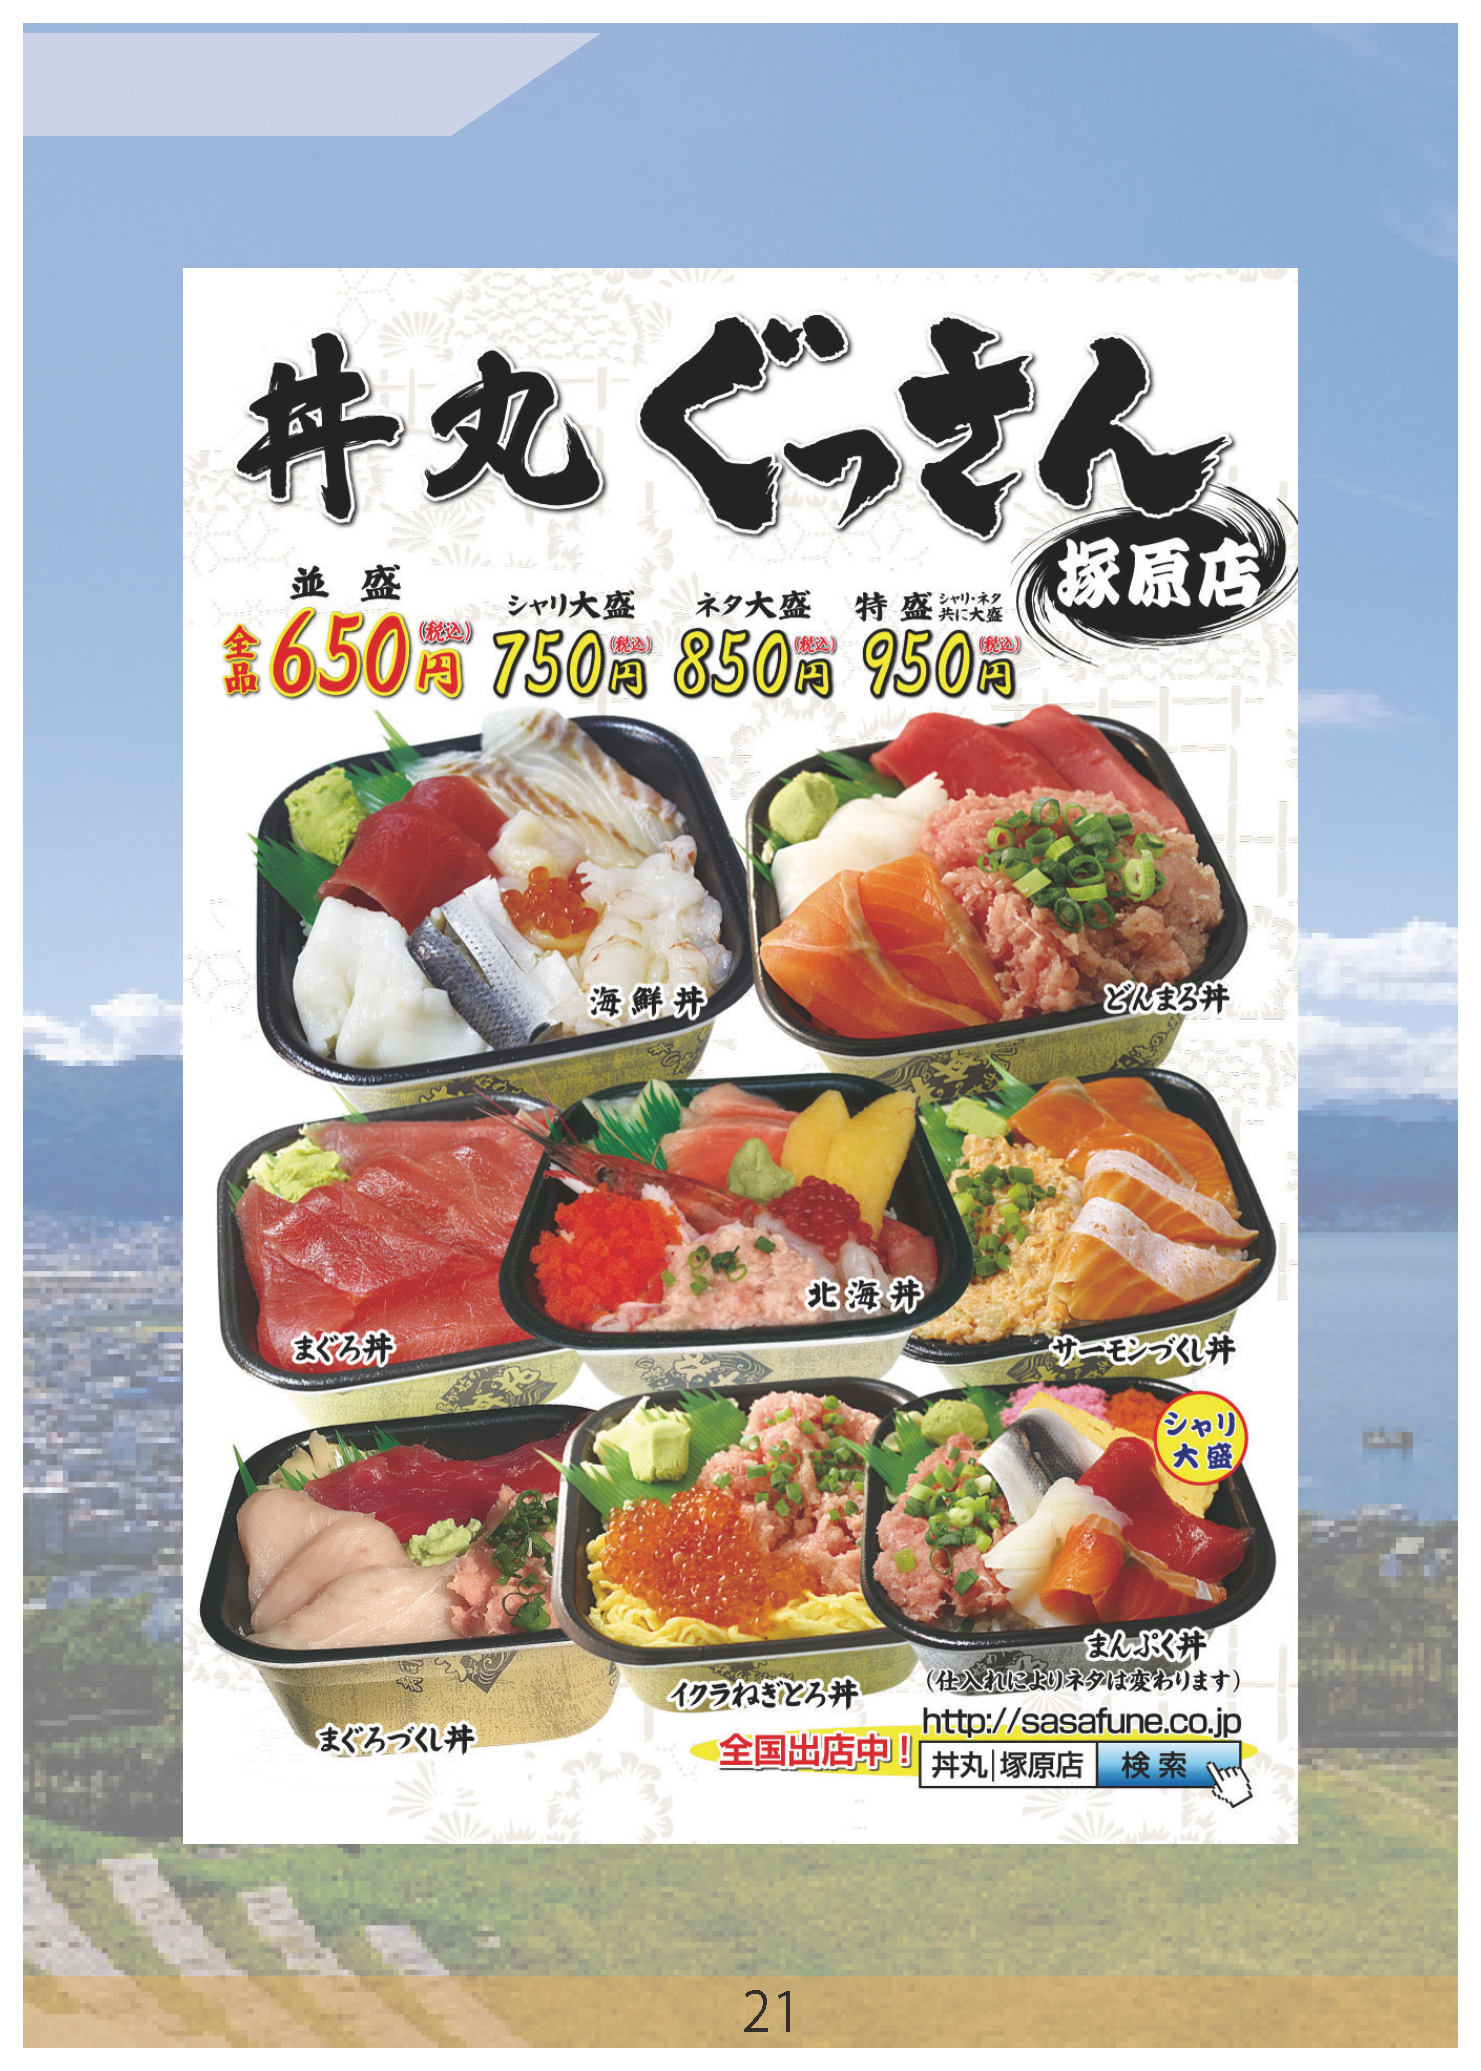 丼丸 ぐっさん
塚原店
並盛
全品650円(税込)
シャリ大盛
750円(税込)
ネタ大盛
850円(税込)
特盛 シャリ・ネタ共に大盛
950円(税込)
海鮮丼
どんまる丼
まぐろ丼
北海丼
サーモンづくし丼
シャリ大盛
まんぷく丼
(仕入れによりネタは変わります)
イクラねぎとろ丼
まぐろづくし丼
http://sasafune.co.jp
全国出店中!
丼丸|塚原店 検索
21